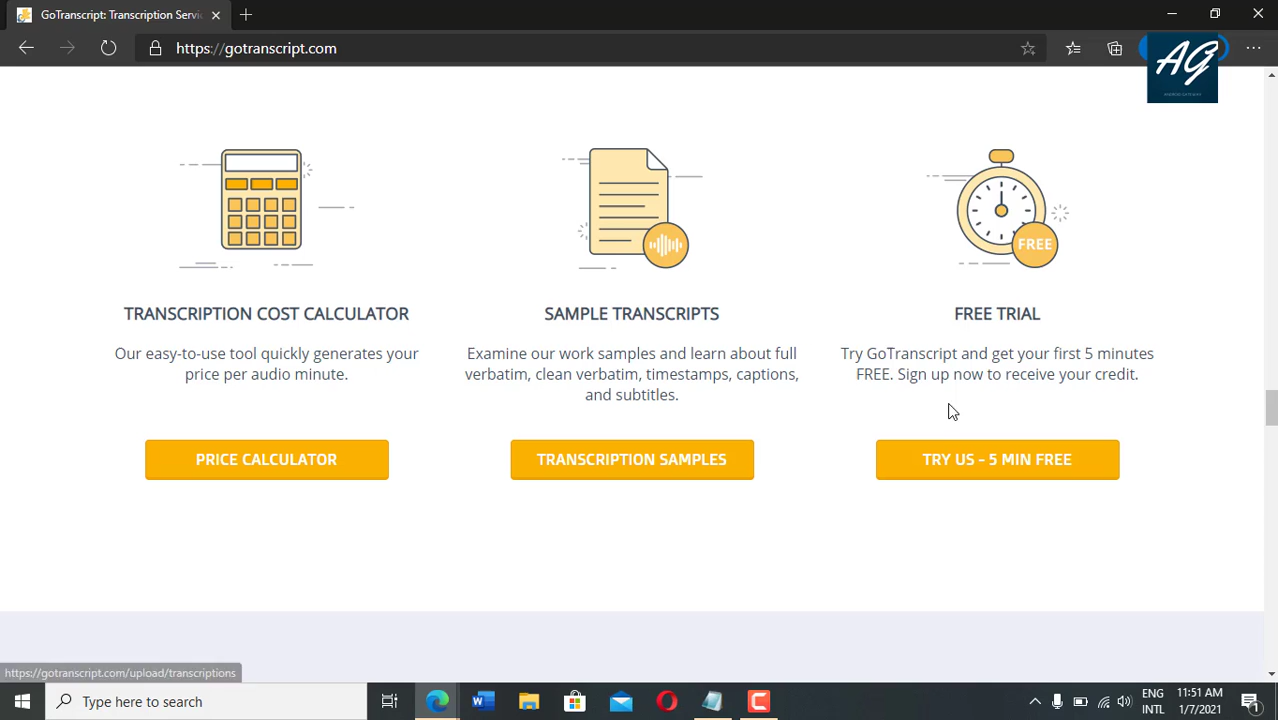 GoTranscript: Transcription Servi
https://gotranscript.com
AG
FREE
TRANSCRIPTION COST CALCULATOR
Our easy-to-use tool quickly generates your
price per audio minute.
PRICE CALCULATOR
SAMPLE TRANSCRIPTS
Examine our work samples and learn about full
verbatim, clean verbatim, timestamps, captions,
and subtitles.
TRANSCRIPTION SAMPLES
FREE TRIAL
Try GoTranscript and get your first 5 minutes
FREE. Sign up now to receive your credit.
TRY US – 5 MIN FREE
https://gotranscript.com/upload/transcriptions
Type here to search
ENG
INTL
11:51 AM
1/7/2021
1